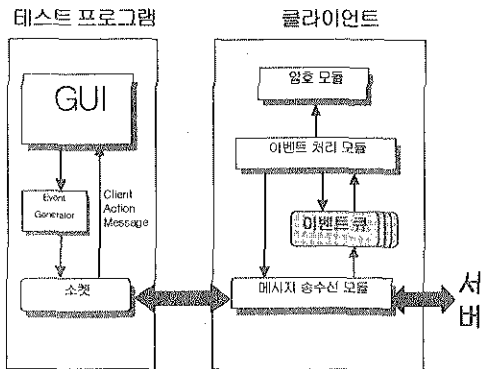 테스트 프로그램
클라이언트
GUI
Event
Generator
Client
Action
Message
소켓
암호 모듈
이벤트 처리 모듈
이벤트 큐
메시지 송수신 모듈
서
버